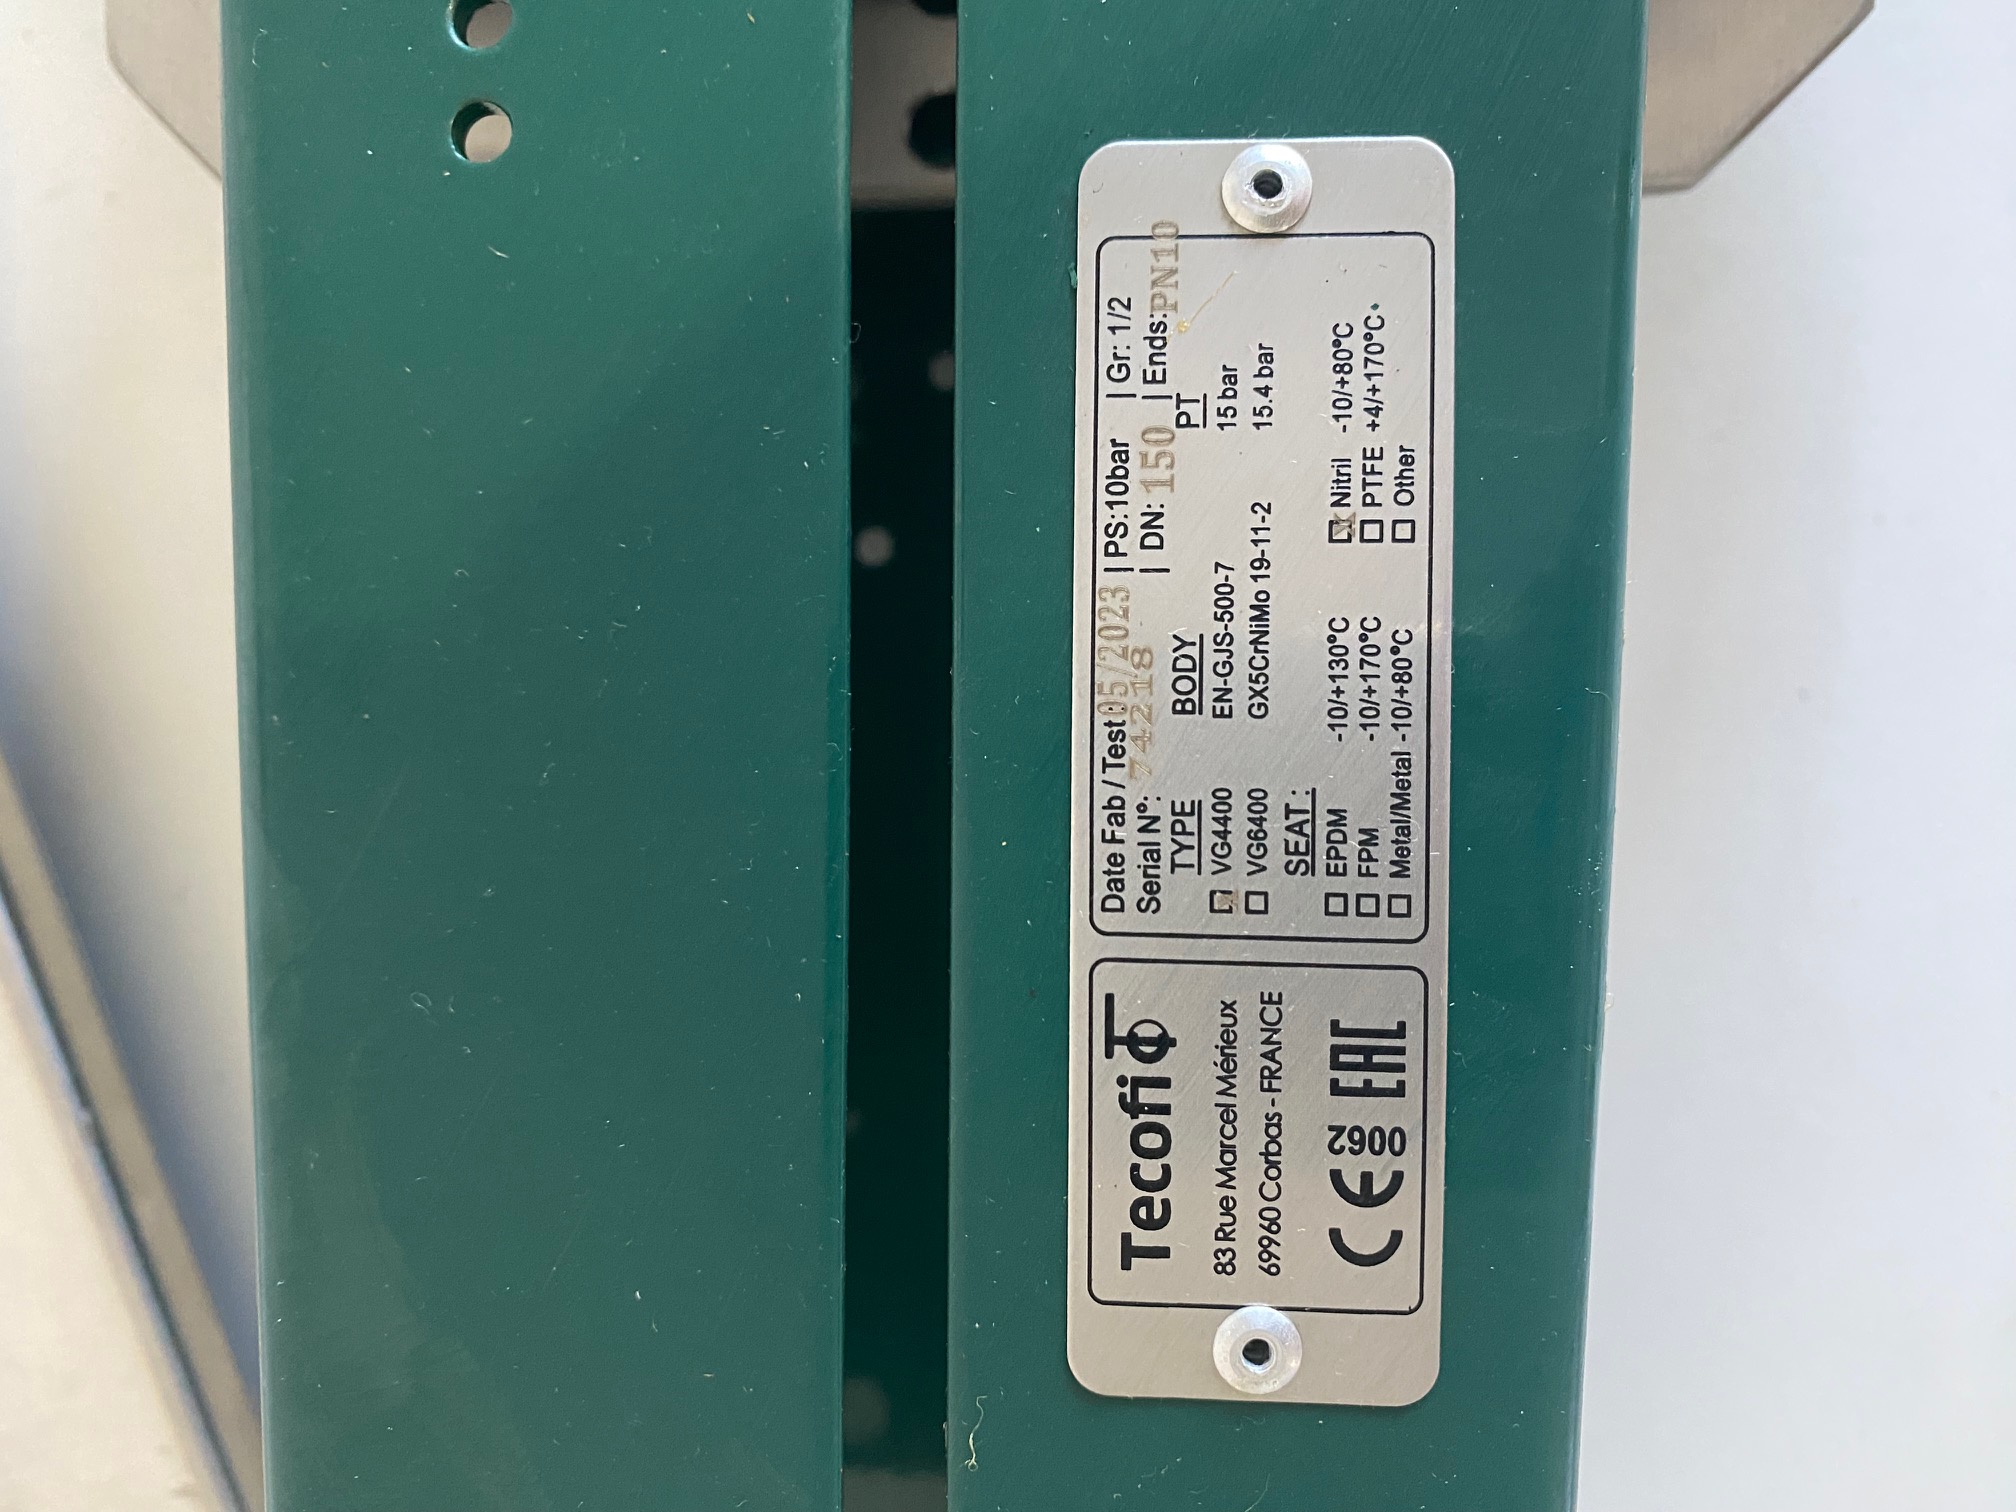 Tecofi
83 Rue Marcel Mérieux
69960 Corbas - FRANCE
CE 0062 EAC
Date Fab / Test: 05/2023 | PS:10bar | Gr: 1/2
Serial N°: 74218 | DN: 150 | Ends: PN10
TYPE BODY PT
☒ VG4400 EN-GJS-500-7 15 bar
☐ VG6400 GX5CrNiMo 19-11-2 15.4 bar
SEAT:
☐ EPDM -10/+130°C ☒ Nitril -10/+80°C
☐ FPM -10/+170°C ☐ PTFE +4/+170°C
☐ Metal/Metal -10/+80°C ☐ Other